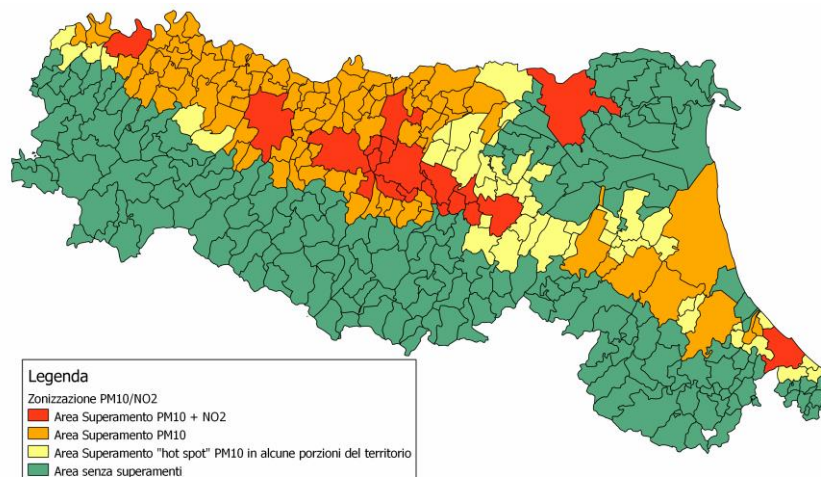 Legenda
Zonizzazione PM10/NO2
Area Superamento PM10 + NO2
Area Superamento PM10
Area Superamento "hot spot" PM10 in alcune porzioni del territorio
Area senza superamenti